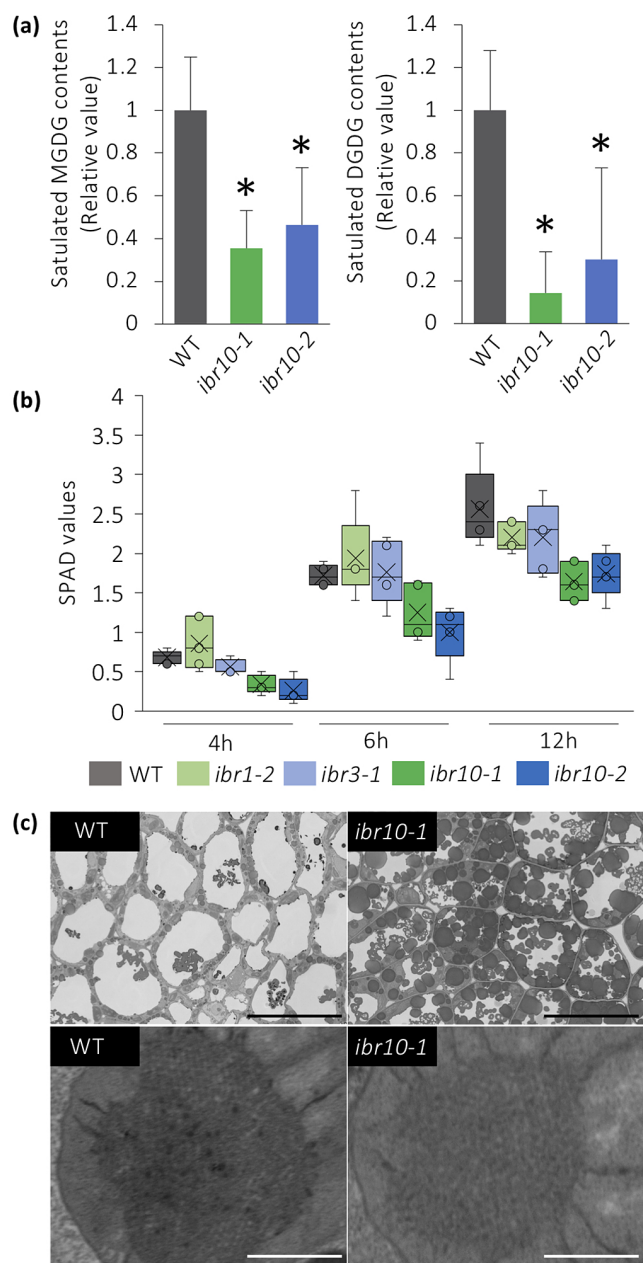 (a)
Satulated MGDG contents
(Relative value)
1.4
1.2
1
0.8
0.6
0.4
0.2
0
*
*
WT
ibr10-1
ibr10-2
Satulated DGDG contents
(Relative value)
1.4
1.2
1
0.8
0.6
0.4
0.2
0
*
*
WT
ibr10-1
ibr10-2
(b)
SPAD values
4
3.5
3
2.5
2
1.5
1
0.5
0
4h
6h
12h
WT
ibr1-2
ibr3-1
ibr10-1
ibr10-2
(c)
WT
ibr10-1
WT
ibr10-1